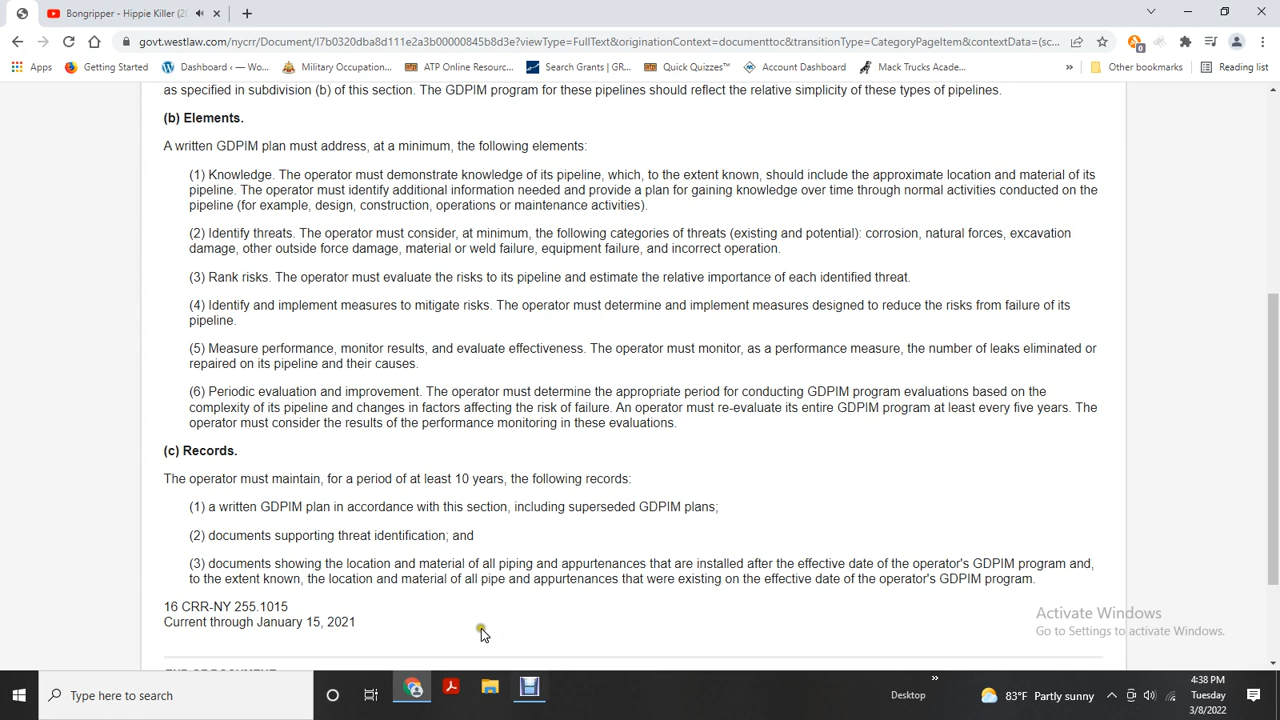 Bongripper - Hippie Killer (20
govt.westlaw.com/nycrr/Document/I7b0320dba8d111e2a3b00000845b8d3e?viewType=FullText&originationContext=documenttoc&transitionType=CategoryPageItem&contextData=(sc...
Apps Getting Started Dashboard ‹ — Wo... Military Occupation... ATP Online Resourc... Search Grants | GR... Quick Quizzes™ Account Dashboard Mack Trucks Acade... » Other bookmarks Reading list
as specified in subdivision (b) of this section. The GDPIM program for these pipelines should reflect the relative simplicity of these types of pipelines.
(b) Elements.
A written GDPIM plan must address, at a minimum, the following elements:
(1) Knowledge. The operator must demonstrate knowledge of its pipeline, which, to the extent known, should include the approximate location and material of its
pipeline. The operator must identify additional information needed and provide a plan for gaining knowledge over time through normal activities conducted on the
pipeline (for example, design, construction, operations or maintenance activities).
(2) Identify threats. The operator must consider, at minimum, the following categories of threats (existing and potential): corrosion, natural forces, excavation
damage, other outside force damage, material or weld failure, equipment failure, and incorrect operation.
(3) Rank risks. The operator must evaluate the risks to its pipeline and estimate the relative importance of each identified threat.
(4) Identify and implement measures to mitigate risks. The operator must determine and implement measures designed to reduce the risks from failure of its
pipeline.
(5) Measure performance, monitor results, and evaluate effectiveness. The operator must monitor, as a performance measure, the number of leaks eliminated or
repaired on its pipeline and their causes.
(6) Periodic evaluation and improvement. The operator must determine the appropriate period for conducting GDPIM program evaluations based on the
complexity of its pipeline and changes in factors affecting the risk of failure. An operator must re-evaluate its entire GDPIM program at least every five years. The
operator must consider the results of the performance monitoring in these evaluations.
(c) Records.
The operator must maintain, for a period of at least 10 years, the following records:
(1) a written GDPIM plan in accordance with this section, including superseded GDPIM plans;
(2) documents supporting threat identification; and
(3) documents showing the location and material of all piping and appurtenances that are installed after the effective date of the operator's GDPIM program and,
to the extent known, the location and material of all pipe and appurtenances that were existing on the effective date of the operator's GDPIM program.
16 CRR-NY 255.1015
Current through January 15, 2021
Activate Windows
Go to Settings to activate Windows.
END OF DOCUMENT
Type here to search
Desktop »
83°F Partly sunny
4:38 PM
Tuesday
3/8/2022